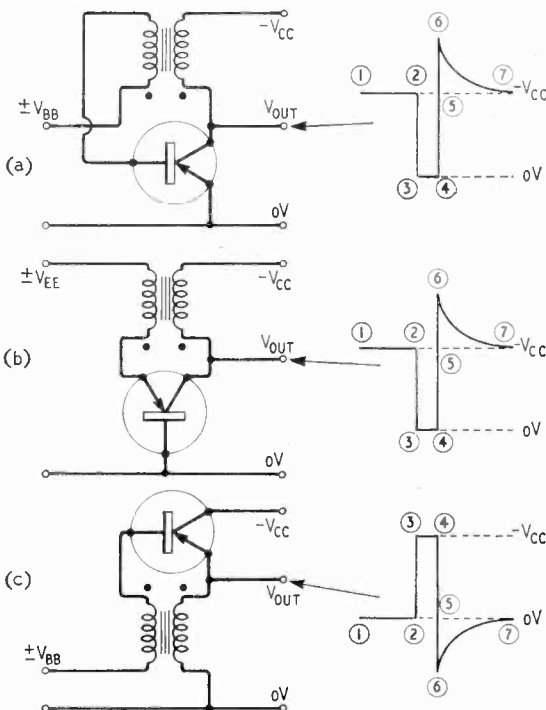 -VCC
±VBB
VOUT
(a)
0V
① ② ③ ④ ⑤ ⑥ ⑦
-VCC
0V
±VEE
-VCC
VOUT
(b)
0V
① ② ③ ④ ⑤ ⑥ ⑦
-VCC
0V
-VCC
VOUT
(c)
±VBB
0V
③ ④ ⑤ ① ② ⑦ ⑥
-VCC
0V